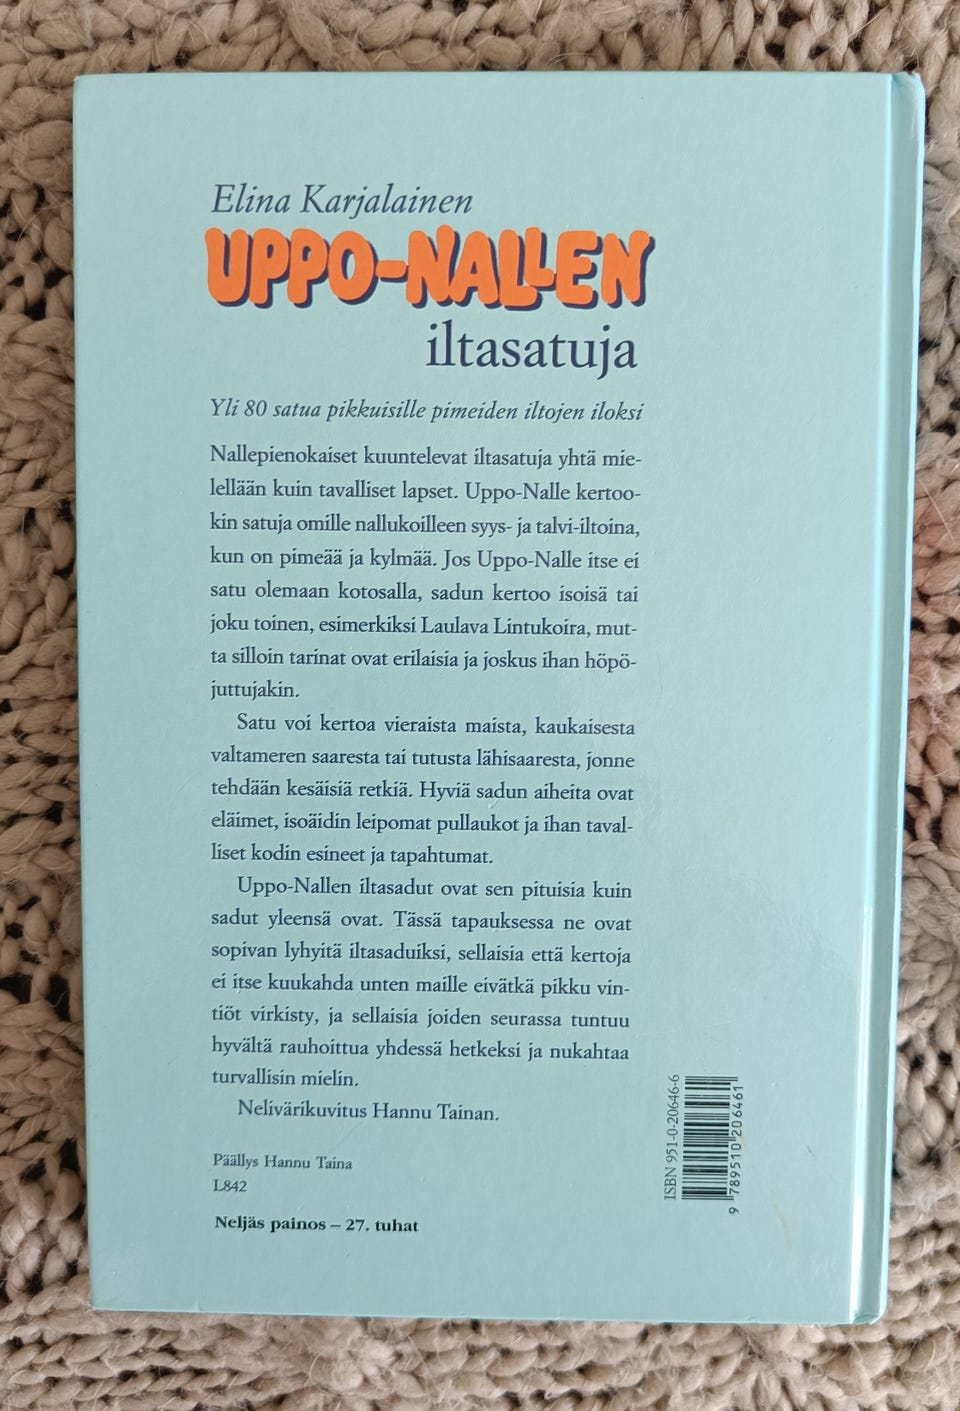 Elina Karjalainen
UPPO-NALLEN
iltasatuja
Yli 80 satua pikkuisille pimeiden iltojen iloksi
Nallepienokaiset kuuntelevat iltasatuja yhtä mie-
lellään kuin tavalliset lapset. Uppo-Nalle kertoo-
kin satuja omille nallukoilleen syys- ja talvi-iltoina,
kun on pimeää ja kylmää. Jos Uppo-Nalle itse ei
satu olemaan kotosalla, sadun kertoo isoisä tai
joku toinen, esimerkiksi Laulava Lintukoira, mut-
ta silloin tarinat ovat erilaisia ja joskus ihan höpö-
juttujakin.
Satu voi kertoa vieraista maista, kaukaisesta
valtameren saaresta tai tutusta lähisaaresta, jonne
tehdään kesäisiä retkiä. Hyviä sadun aiheita ovat
eläimet, isoäidin leipomat pullaukot ja ihan taval-
liset kodin esineet ja tapahtumat.
Uppo-Nallen iltasadut ovat sen pituisia kuin
sadut yleensä ovat. Tässä tapauksessa ne ovat
sopivan lyhyitä iltasaduiksi, sellaisia että kertoja
ei itse kuukahda unten maille eivätkä pikku vin-
tiöt virkisty, ja sellaisia joiden seurassa tuntuu
hyvältä rauhoittua yhdessä hetkeksi ja nukahtaa
turvallisin mielin.
Nelivärikuvitus Hannu Tainan.
Päällys Hannu Taina
L842
Neljäs painos – 27. tuhat
ISBN 951-0-20646-6
9 789510 206461